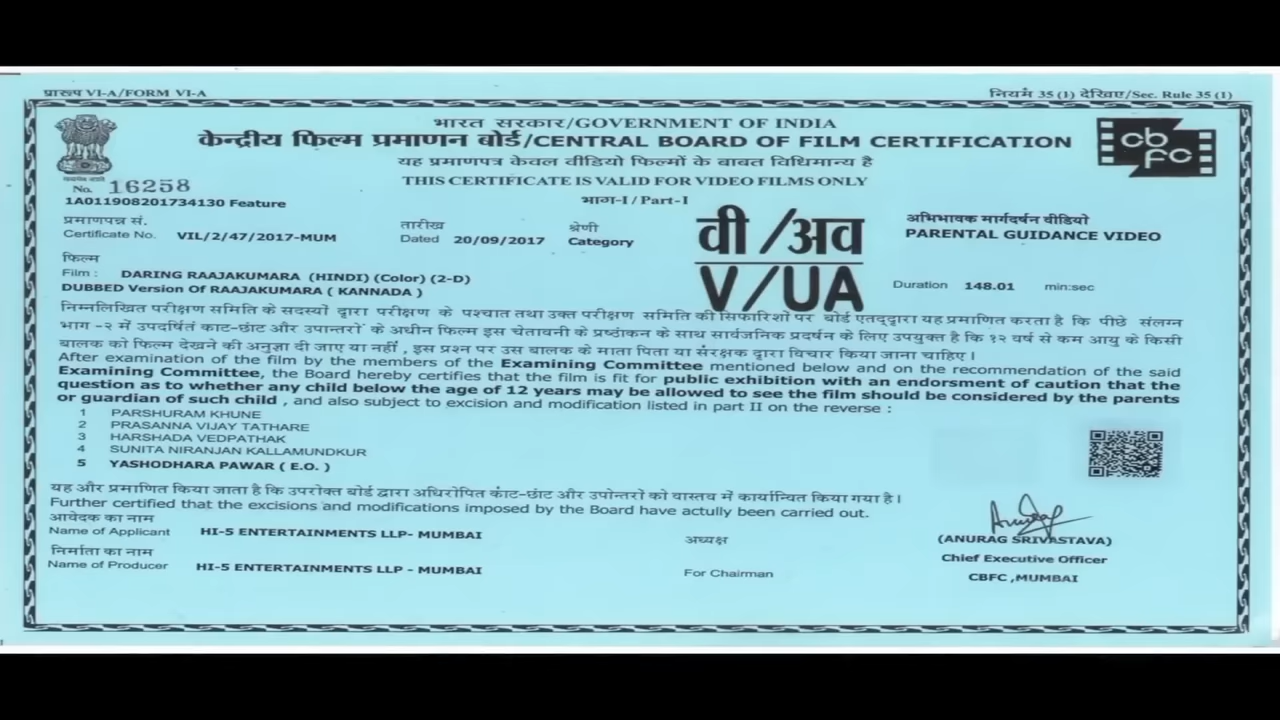 प्रारूप VI-A/FORM VI-A
नियम 35 (1) देखिए/Sec. Rule 35 (1)
भारत सरकार/GOVERNMENT OF INDIA
केन्द्रीय फिल्म प्रमाणन बोर्ड/CENTRAL BOARD OF FILM CERTIFICATION
cb fc
यह प्रमाणपत्र केवल वीडियो फिल्मों के बावत विधिमान्य है
THIS CERTIFICATE IS VALID FOR VIDEO FILMS ONLY
No. 16258
1A011908201734130 Feature
भाग-I / Part-I
प्रमाणपत्र सं. तारीख श्रेणी वी/अव अभिभावक मार्गदर्शन वीडियो
Certificate No. VIL/2/47/2017-MUM Dated 20/09/2017 Category V/UA PARENTAL GUIDANCE VIDEO
फिल्म
Film : DARING RAAJAKUMARA (HINDI) (Color) (2-D)
Duration 148.01 min:sec
DUBBED Version Of RAAJAKUMARA ( KANNADA )
निम्नलिखित परीक्षण समिति के सदस्यों द्वारा परीक्षण के पश्चात तथा उक्त परीक्षण समिति की सिफारिशों पर बोर्ड एतद्द्वारा यह प्रमाणित करता है कि पीछे संलग्न
भाग -२ में उपदर्षित काट-छाँट और उपान्तरों के अधीन फिल्म इस चेतावनी के प्रष्ठांकन के साथ सार्वजनिक प्रदर्षन के लिए उपयुक्त है कि १२ वर्ष से कम आयु के किसी
बालक को फिल्म देखने की अनुज्ञा दी जाए या नहीं , इस प्रश्न पर उस बालक के माता पिता या संरक्षक द्वारा विचार किया जाना चाहिए ।
After examination of the film by the members of the Examining Committee mentioned below and on the recommendation of the said
Examining Committee, the Board hereby certifies that the film is fit for public exhibition with an endorsment of caution that the
question as to whether any child below the age of 12 years may be allowed to see the film should be considered by the parents
or guardian of such child , and also subject to excision and modification listed in part II on the reverse :
1 PARSHURAM KHUNE
2 PRASANNA VIJAY TATHARE
3 HARSHADA VEDPATHAK
4 SUNITA NIRANJAN KALLAMUNDKUR
5 YASHODHARA PAWAR ( E.O. )
यह और प्रमाणित किया जाता है कि उपरोक्त बोर्ड द्वारा अधिरोपित काट-छाँट और उपोन्तरों को वास्तव में कार्यान्वित किया गया है ।
Further certified that the excisions and modifications imposed by the Board have actully been carried out.
आवेदक का नाम
Name of Applicant HI-5 ENTERTAINMENTS LLP- MUMBAI
निर्माता का नाम
Name of Producer HI-5 ENTERTAINMENTS LLP - MUMBAI
अध्यक्ष
For Chairman
(ANURAG SRIVASTAVA)
Chief Executive Officer
CBFC ,MUMBAI